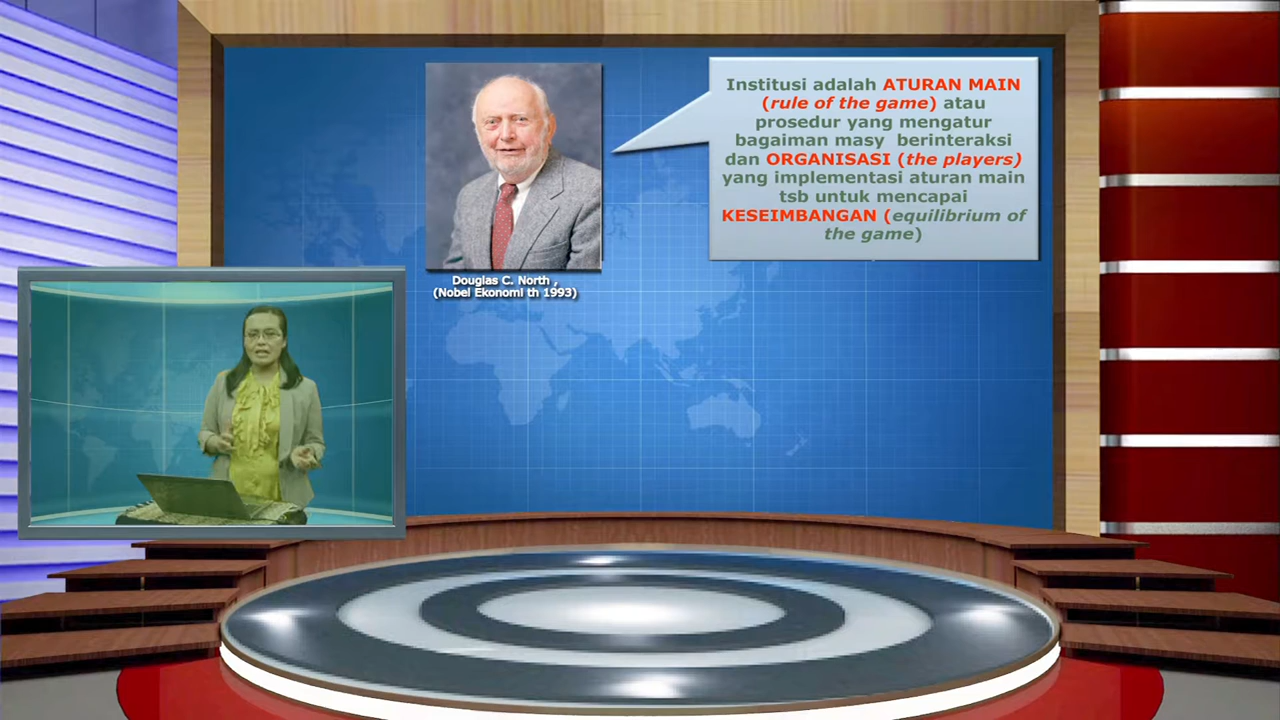 Institusi adalah ATURAN MAIN
(rule of the game) atau
prosedur yang mengatur
bagaiman masy berinteraksi
dan ORGANISASI (the players)
yang implementasi aturan main
tsb untuk mencapai
KESEIMBANGAN (equilibrium of
the game)
Douglas C. North ,
(Nobel Ekonomi th 1993)